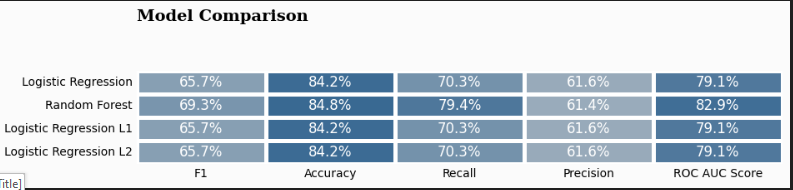 Model Comparison
Logistic Regression 65.7% 84.2% 70.3% 61.6% 79.1%
Random Forest 69.3% 84.8% 79.4% 61.4% 82.9%
Logistic Regression L1 65.7% 84.2% 70.3% 61.6% 79.1%
Logistic Regression L2 65.7% 84.2% 70.3% 61.6% 79.1%
F1 Accuracy Recall Precision ROC AUC Score
Title]